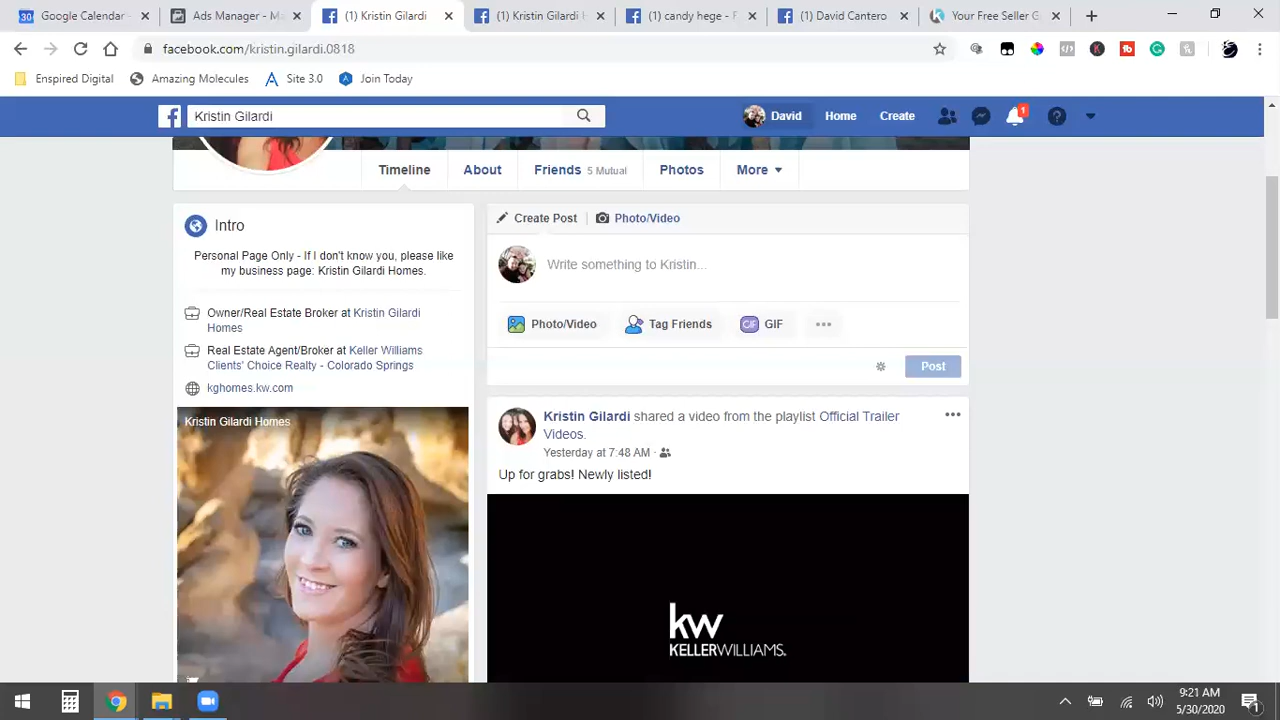 Google Calendar -
Ads Manager - Ma
(1) Kristin Gilardi
(1) Kristin Gilardi H
(1) candy heger F
(1) David Cantero
Your Free Seller G
facebook.com/kristin.gilardi.0818
Enspired Digital
Amazing Molecules
Site 3.0
Join Today
Kristin Gilardi
David
Home
Create
1
Timeline
About
Friends 5 Mutual
Photos
More
Intro
Personal Page Only - If I don't know you, please like
my business page: Kristin Gilardi Homes.
Owner/Real Estate Broker at Kristin Gilardi
Homes
Real Estate Agent/Broker at Keller Williams
Clients' Choice Realty - Colorado Springs
kghomes.kw.com
Kristin Gilardi Homes
Create Post
Photo/Video
Write something to Kristin...
Photo/Video
Tag Friends
GIF GIF
Post
Kristin Gilardi shared a video from the playlist Official Trailer
Videos.
Yesterday at 7:48 AM ·
Up for grabs! Newly listed!
kw
KELLERWILLIAMS.
9:21 AM
5/30/2020
1